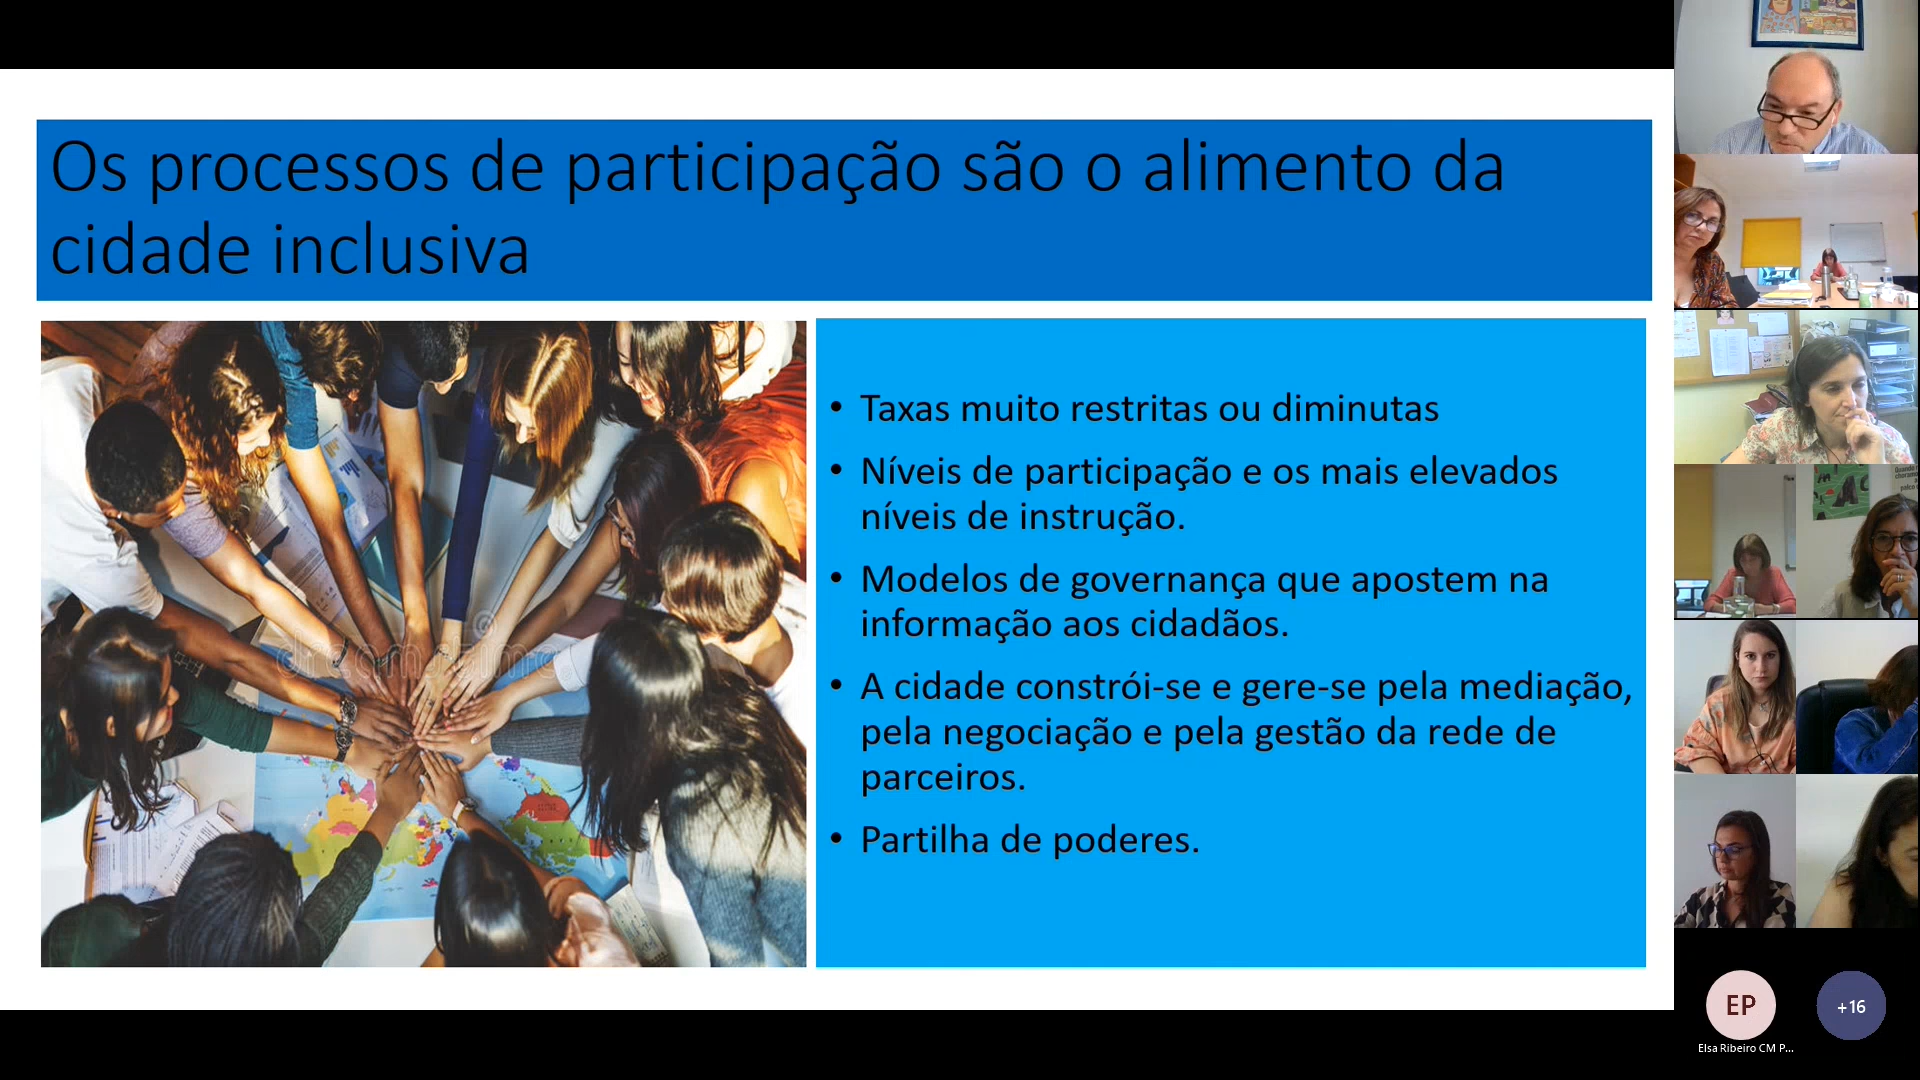 Os processos de participação são o alimento da
cidade inclusiva
• Taxas muito restritas ou diminutas
• Níveis de participação e os mais elevados
níveis de instrução.
• Modelos de governança que apostem na
informação aos cidadãos.
• A cidade constrói-se e gere-se pela mediação,
pela negociação e pela gestão da rede de
parceiros.
• Partilha de poderes.
dreamstime
EP
+16
Elsa Ribeiro CM P...